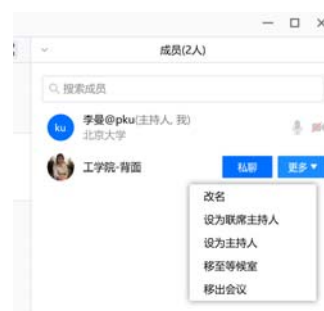 成员(2人)
搜索成员
ku
李曼@pku(主持人, 我)
北京大学
工学院-背面
私聊
更多
改名
设为联席主持人
设为主持人
移至等候室
移出会议